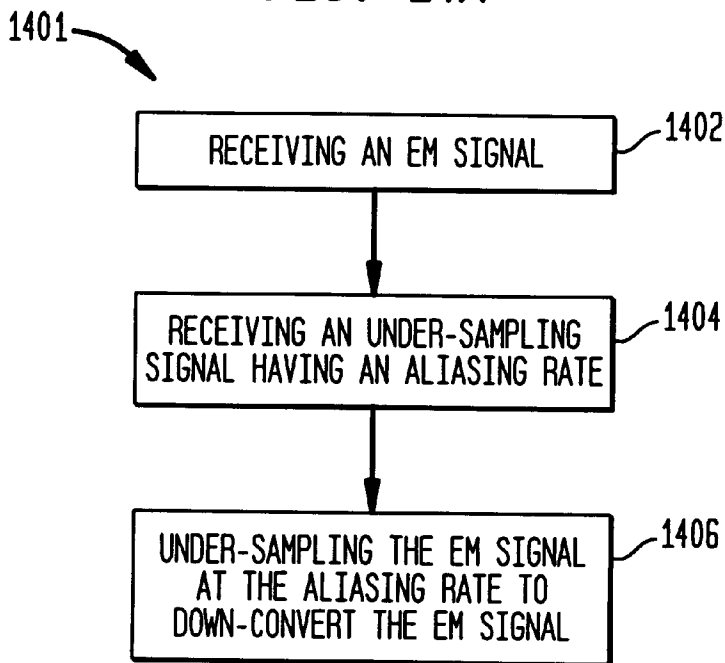 1401
RECEIVING AN EM SIGNAL
1402
RECEIVING AN UNDER-SAMPLING
SIGNAL HAVING AN ALIASING RATE
1404
UNDER-SAMPLING THE EM SIGNAL
AT THE ALIASING RATE TO
DOWN-CONVERT THE EM SIGNAL
1406